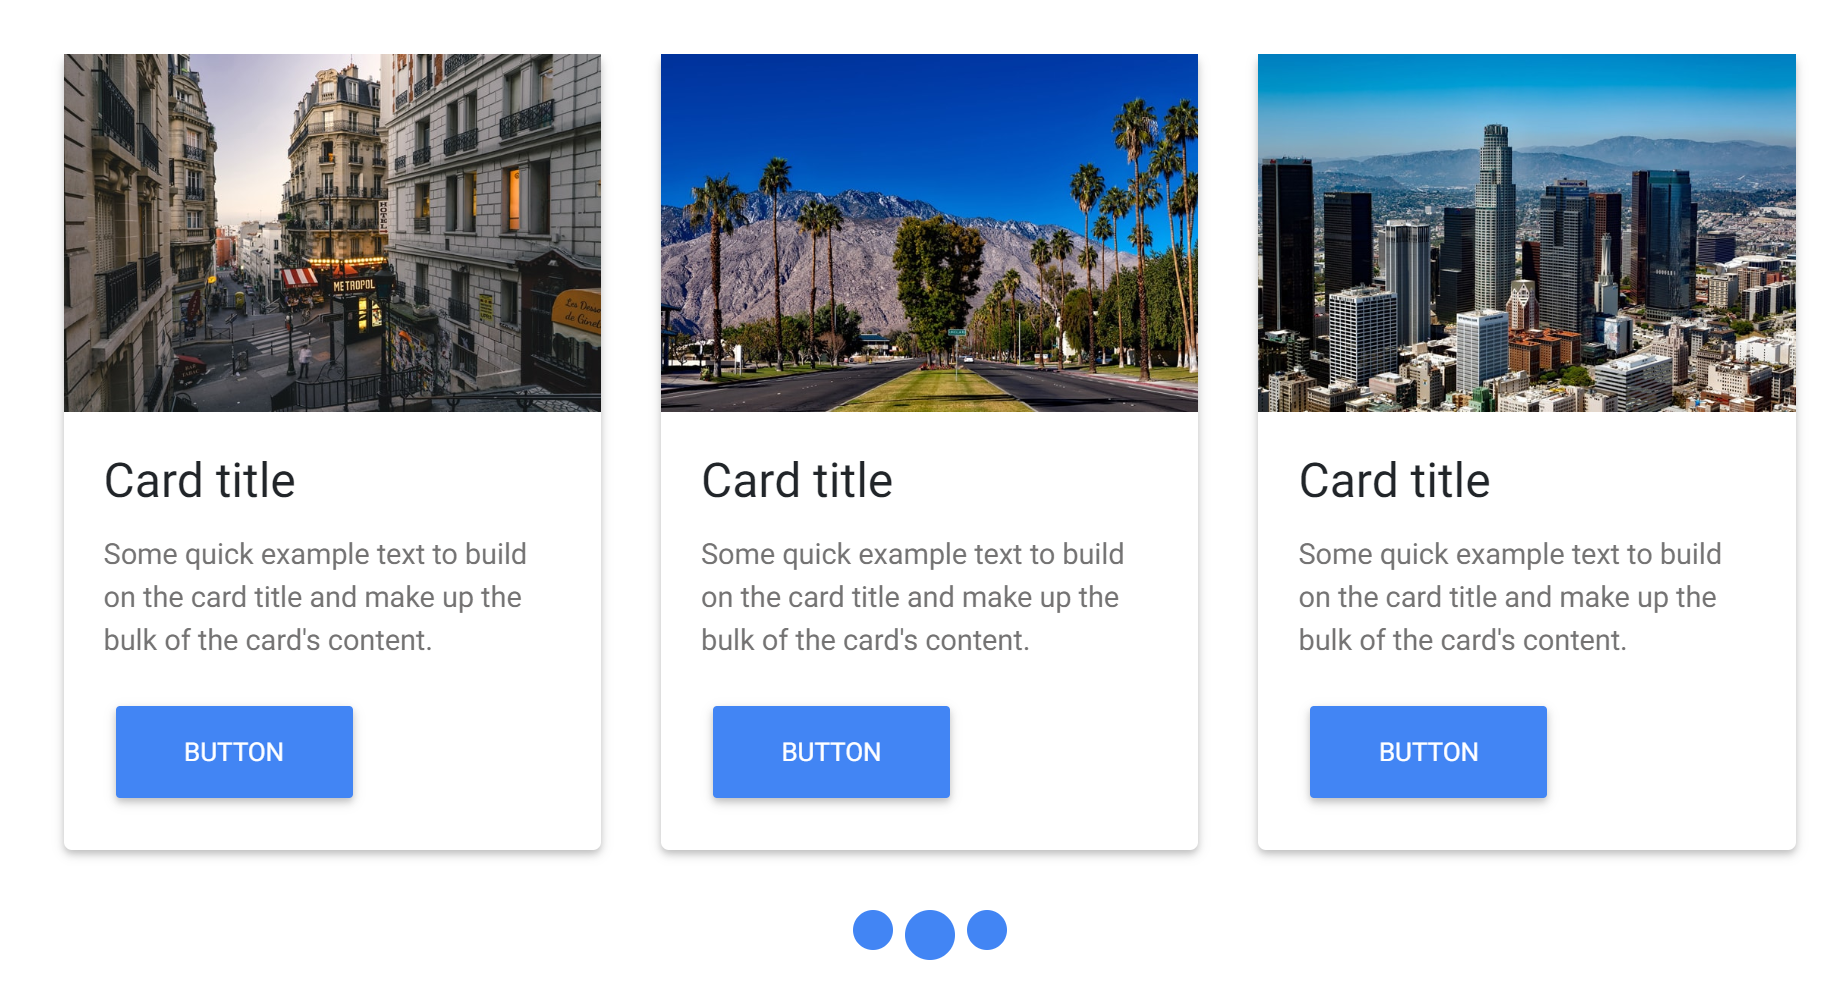 HOTEL
METROPOL
Card title
Some quick example text to build
on the card title and make up the
bulk of the card's content.
BUTTON
Card title
Some quick example text to build
on the card title and make up the
bulk of the card's content.
BUTTON
Card title
Some quick example text to build
on the card title and make up the
bulk of the card's content.
BUTTON